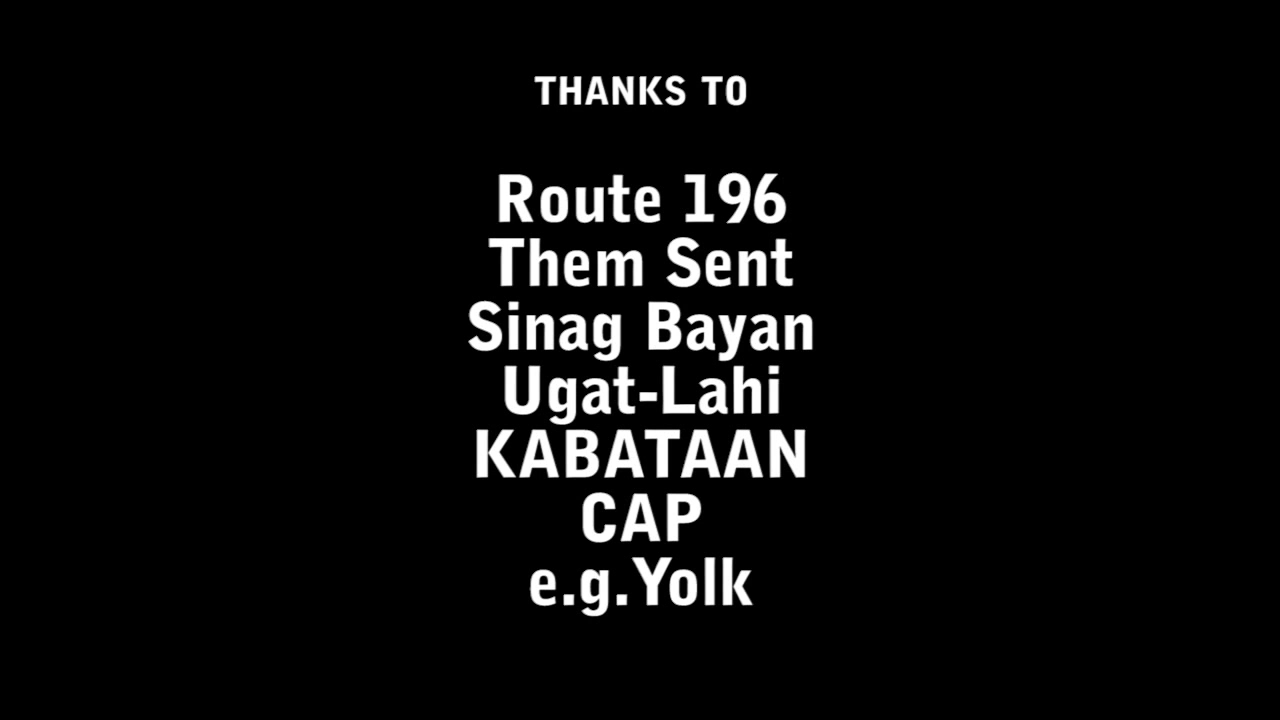 THANKS TO
Route 196
Them Sent
Sinag Bayan
Ugat-Lahi
KABATAAN
CAP
e.g.Yolk